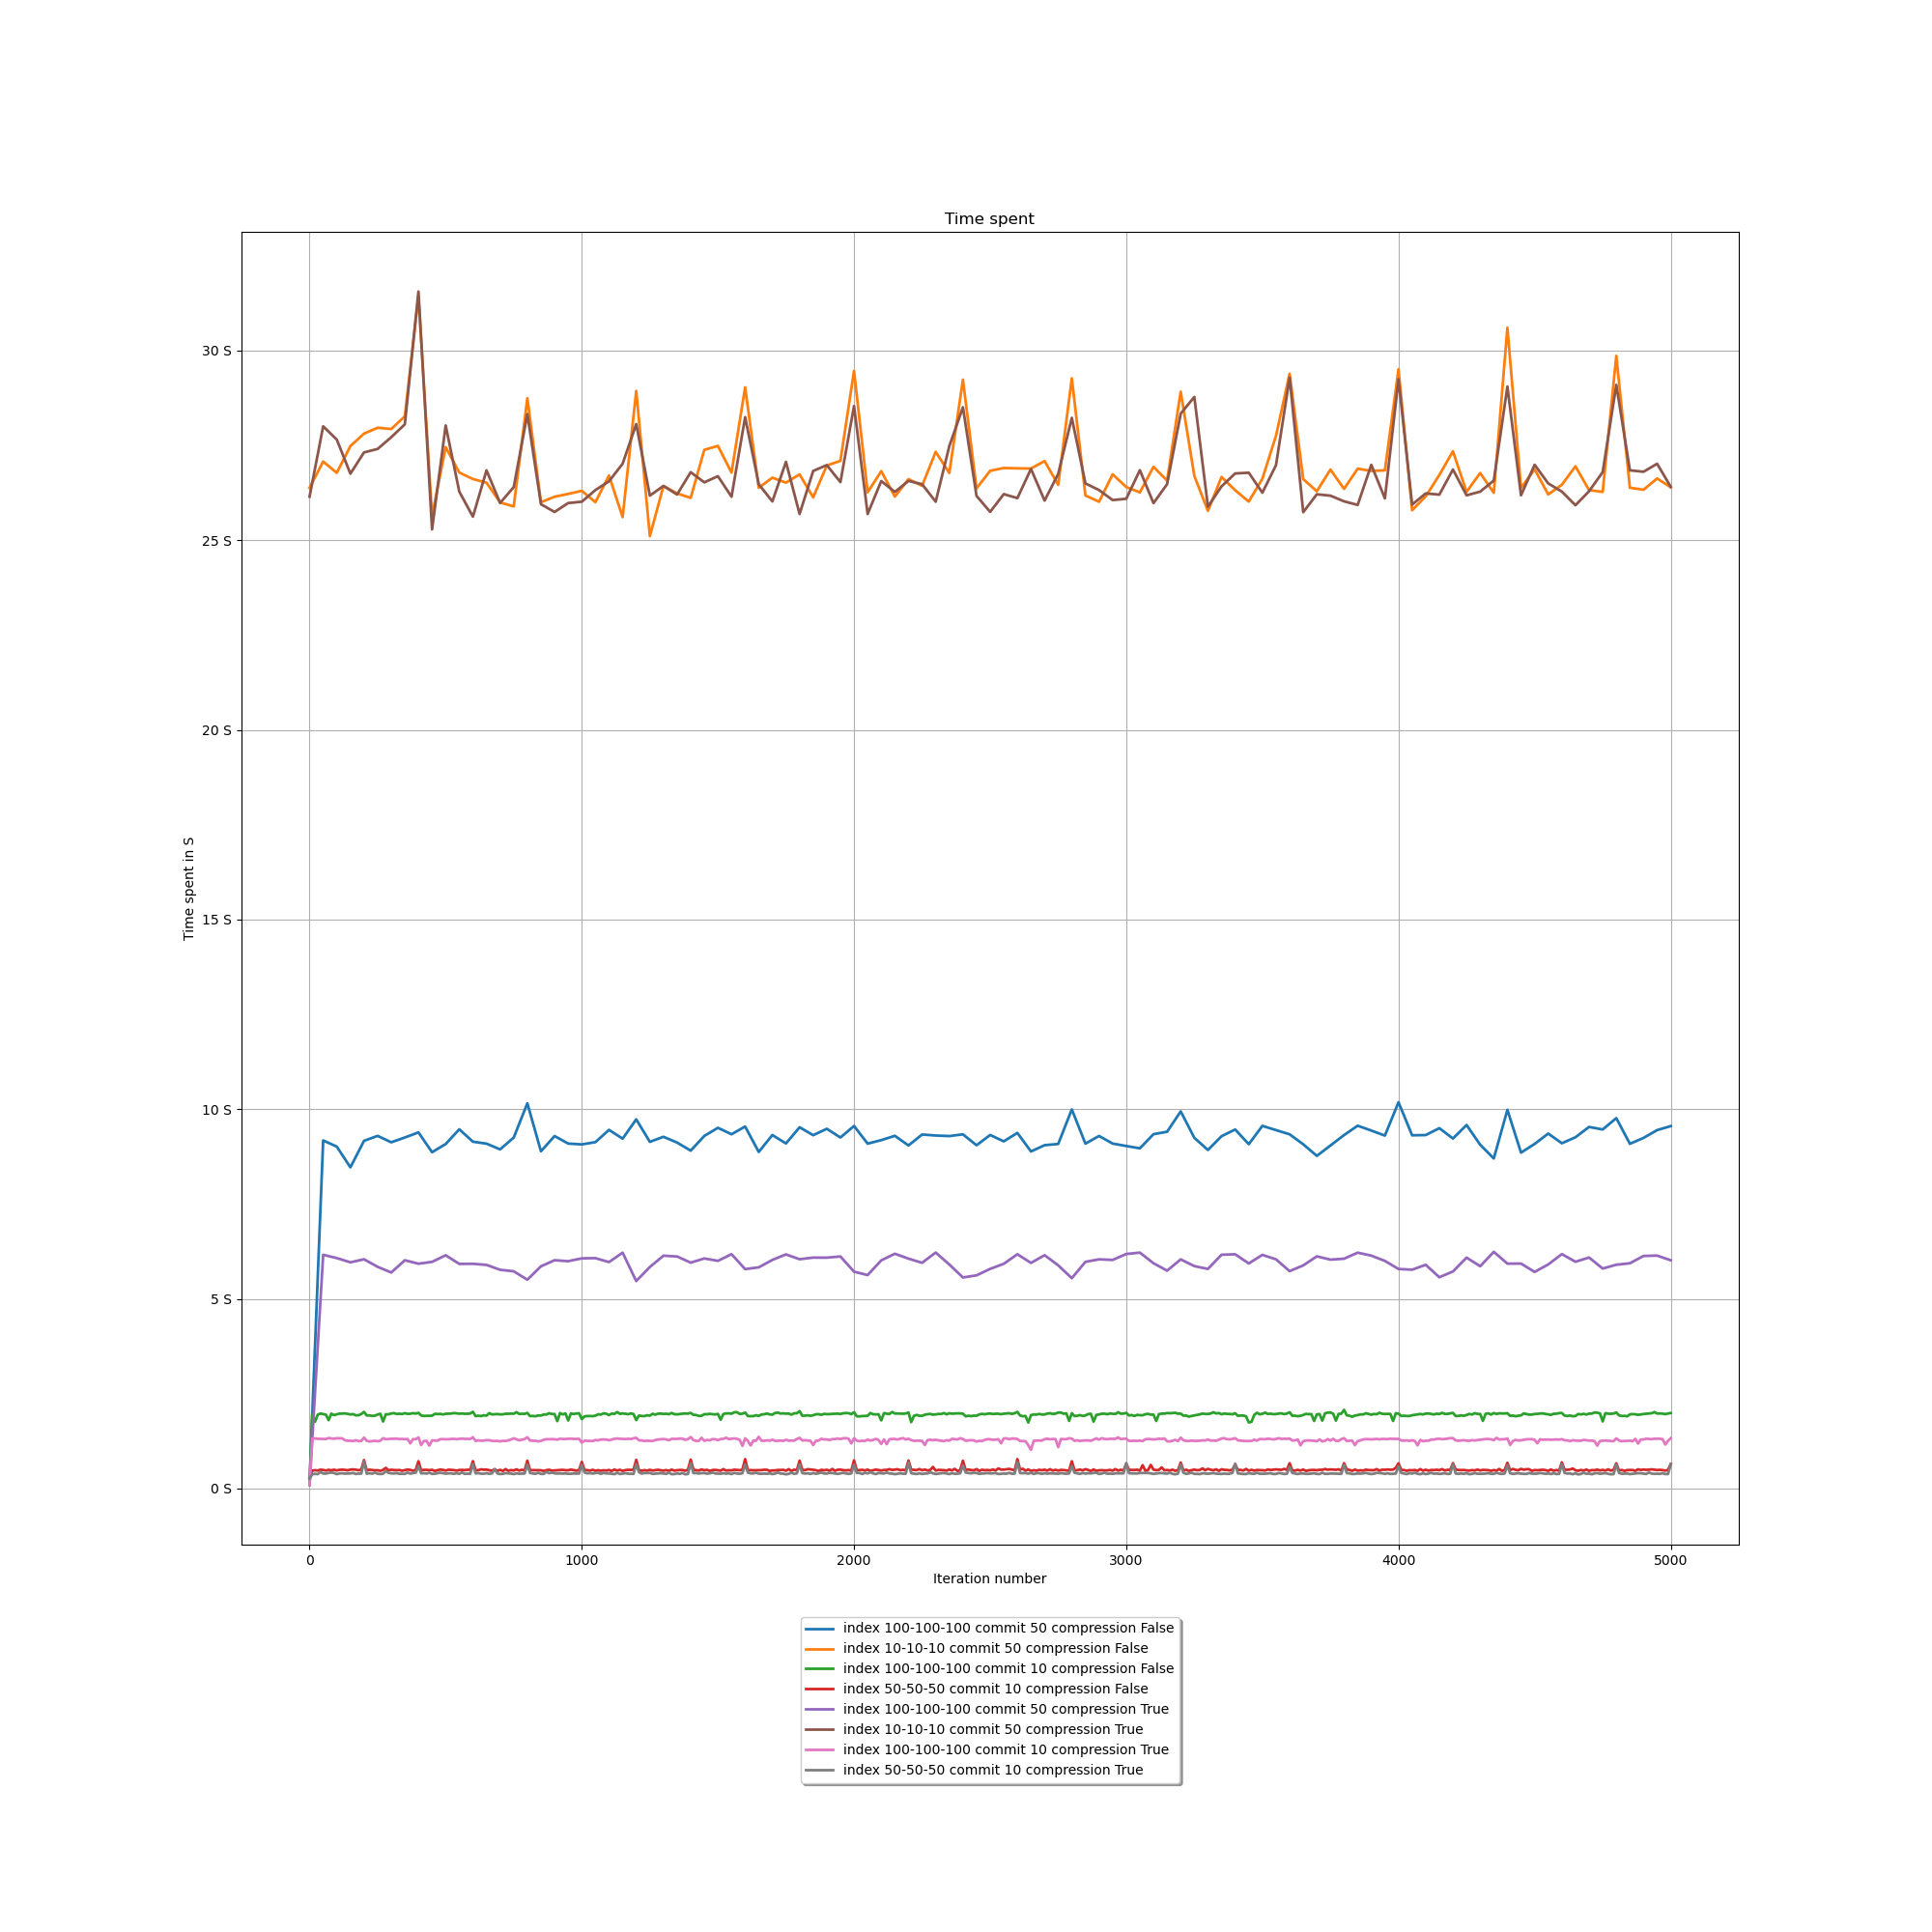 Time spent
30 S
25 S
20 S
15 S
10 S
5 S
0 S
Time spent in S
0 1000 2000 3000 4000 5000
Iteration number
index 100-100-100 commit 50 compression False
index 10-10-10 commit 50 compression False
index 100-100-100 commit 10 compression False
index 50-50-50 commit 10 compression False
index 100-100-100 commit 50 compression True
index 10-10-10 commit 50 compression True
index 100-100-100 commit 10 compression True
index 50-50-50 commit 10 compression True